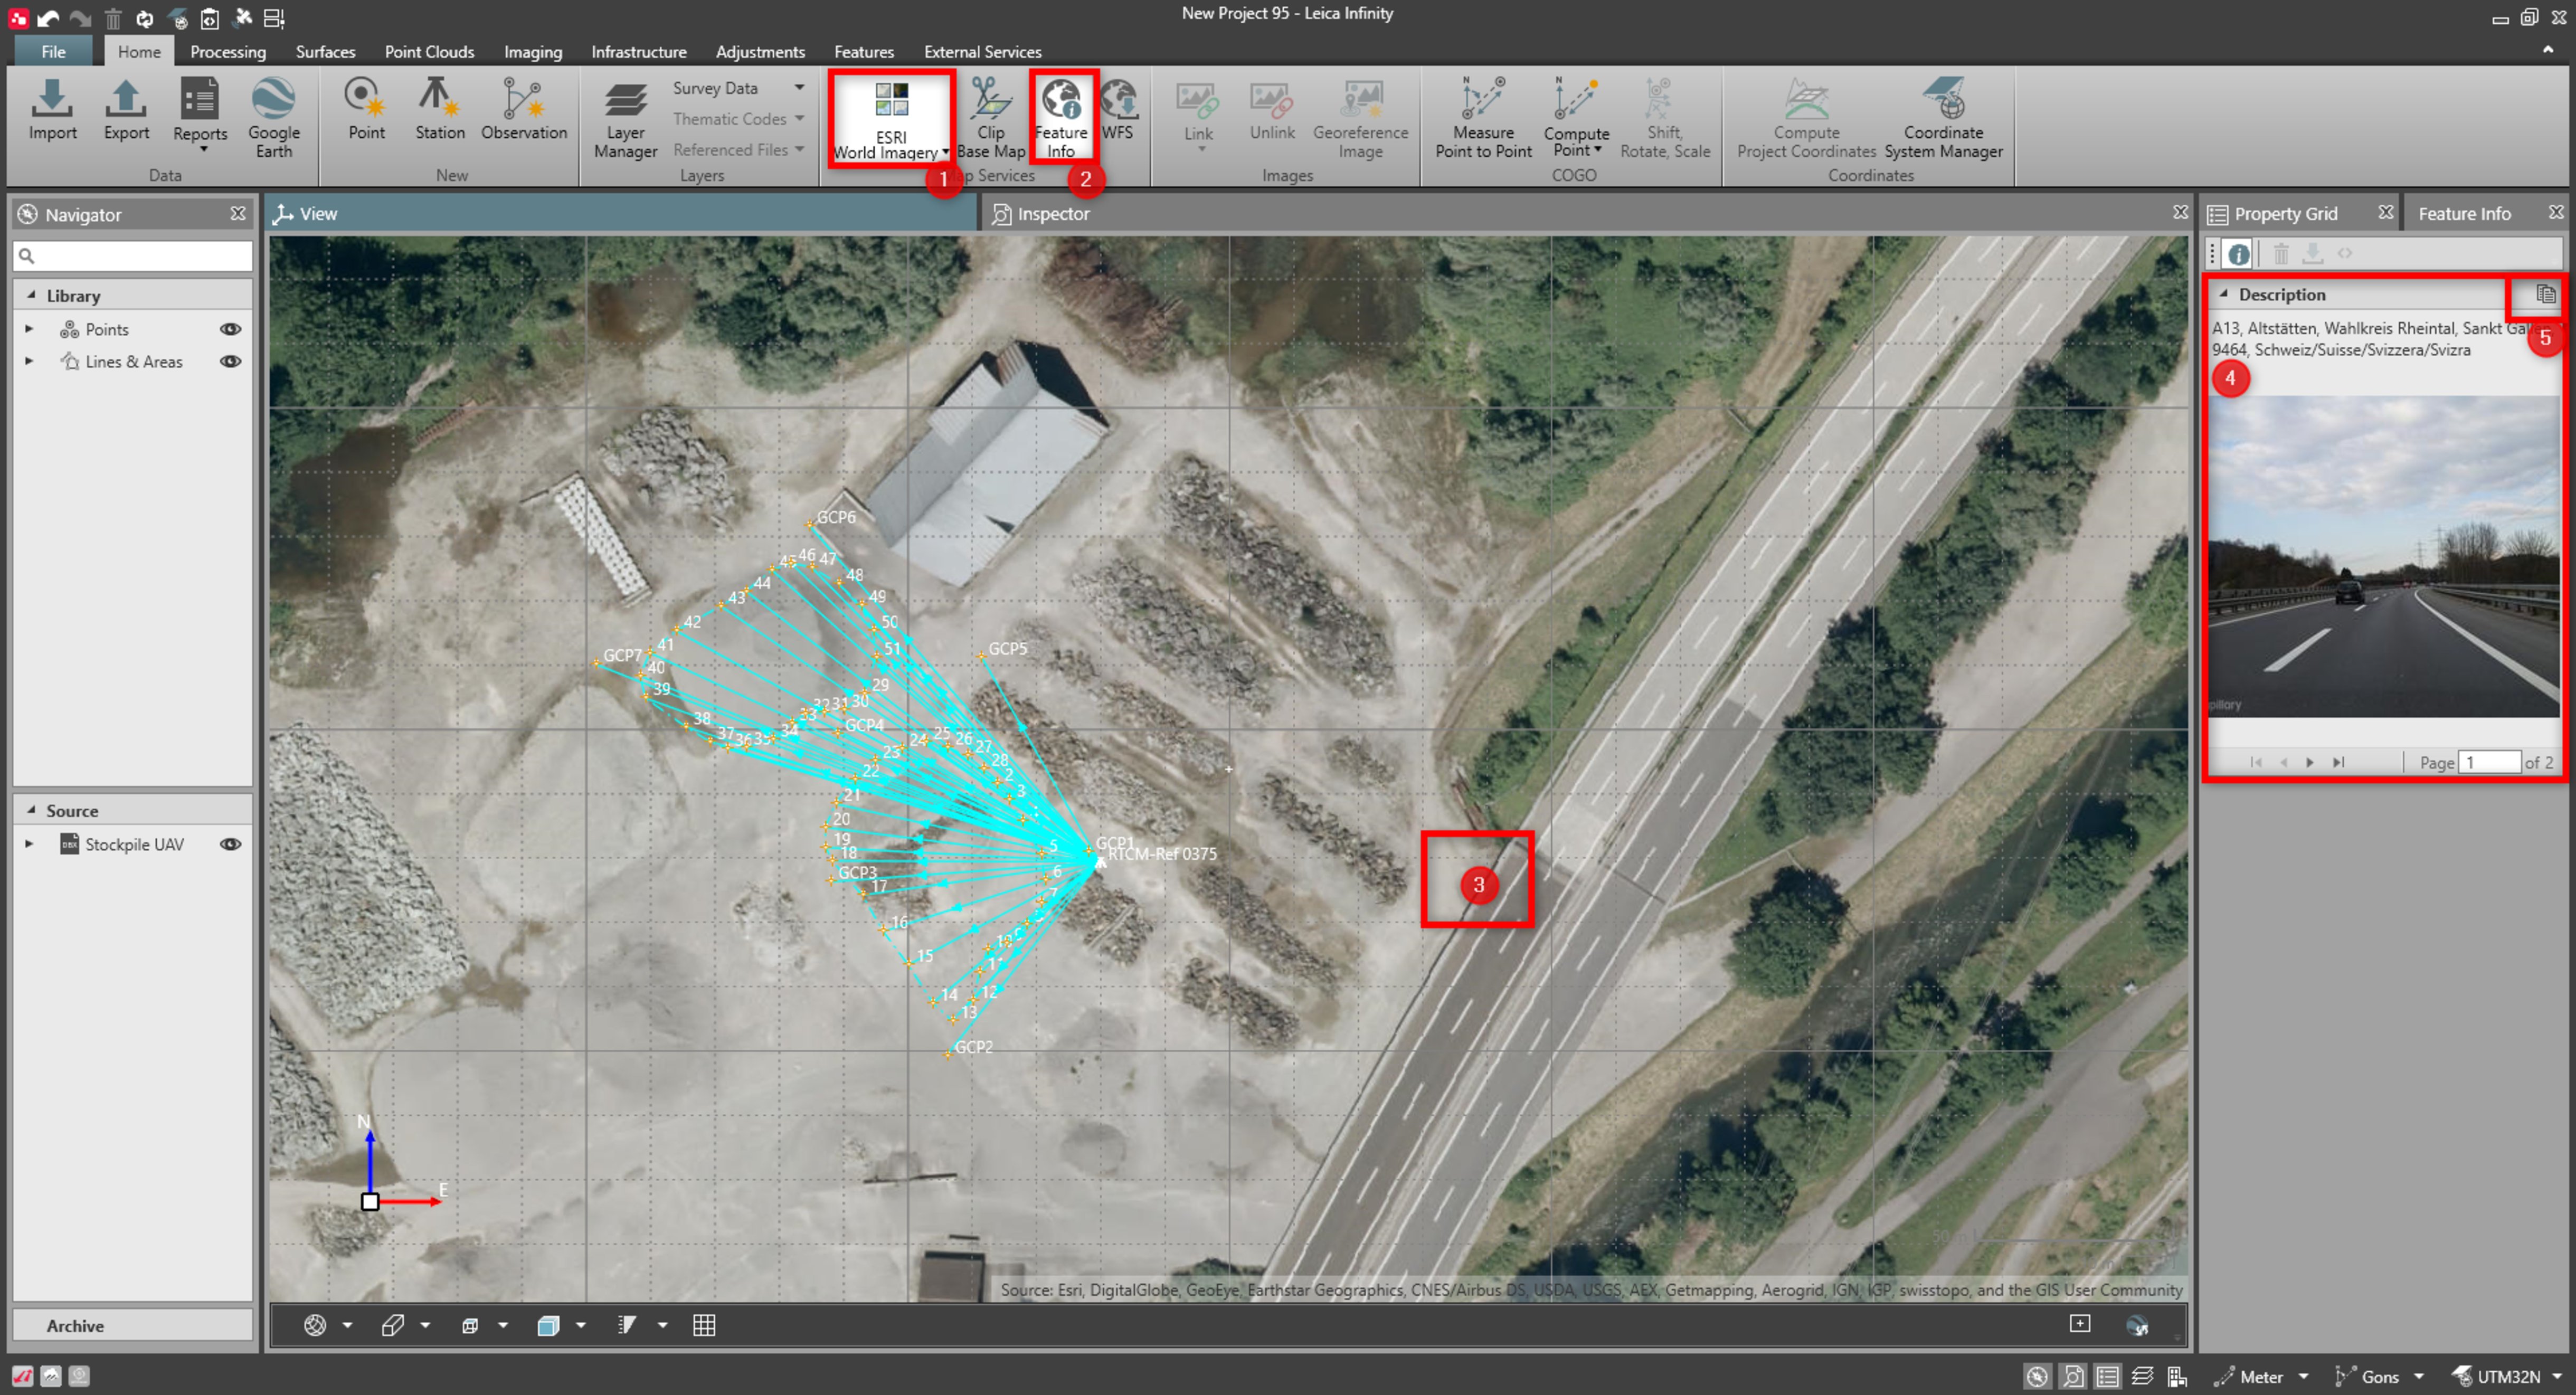 New Project 95 - Leica Infinity
File Home Processing Surfaces Point Clouds Imaging Infrastructure Adjustments Features External Services
Import
Export
Reports
Google
Earth
Data
Point
Station
Observation
New
Layer
Manager
Survey Data
Thematic Codes
Referenced Files
Layers
ESRI
World Imagery
Clip
Base Map
Feature
Info
WFS
1
2
Services
Link
Unlink
Georeference
Image
Images
Measure
Point to Point
Compute
Point
Shift,
Rotate, Scale
COGO
Compute
Project Coordinates
Coordinate
System Manager
Coordinates
Navigator
Library
Points
Lines & Areas
Source
Stockpile UAV
Archive
View
Inspector
GCP6
46
47
48
44
43
49
42
50
41
51
GCP7
40
39
29
GCP5
30
31
32
33
38
GCP4
34
37
36
35
24
25
26
23
27
28
22
2
21
3
20
19
18
5
GCP1
RTCM-Ref 0375
GCP3
6
17
7
16
9
10
15
11
14
12
13
GCP2
3
N
E
Source: Esri, DigitalGlobe, GeoEye, Earthstar Geographics, CNES/Airbus DS, USDA, USGS, AEX, Getmapping, Aerogrid, IGN, IGP, swisstopo, and the GIS User Community
Property Grid
Feature Info
Description
A13, Altstätten, Wahlkreis Rheintal, Sankt
9464, Schweiz/Suisse/Svizzera/Svizra
5
4
Page 1 of 2
Meter
Gons
UTM32N